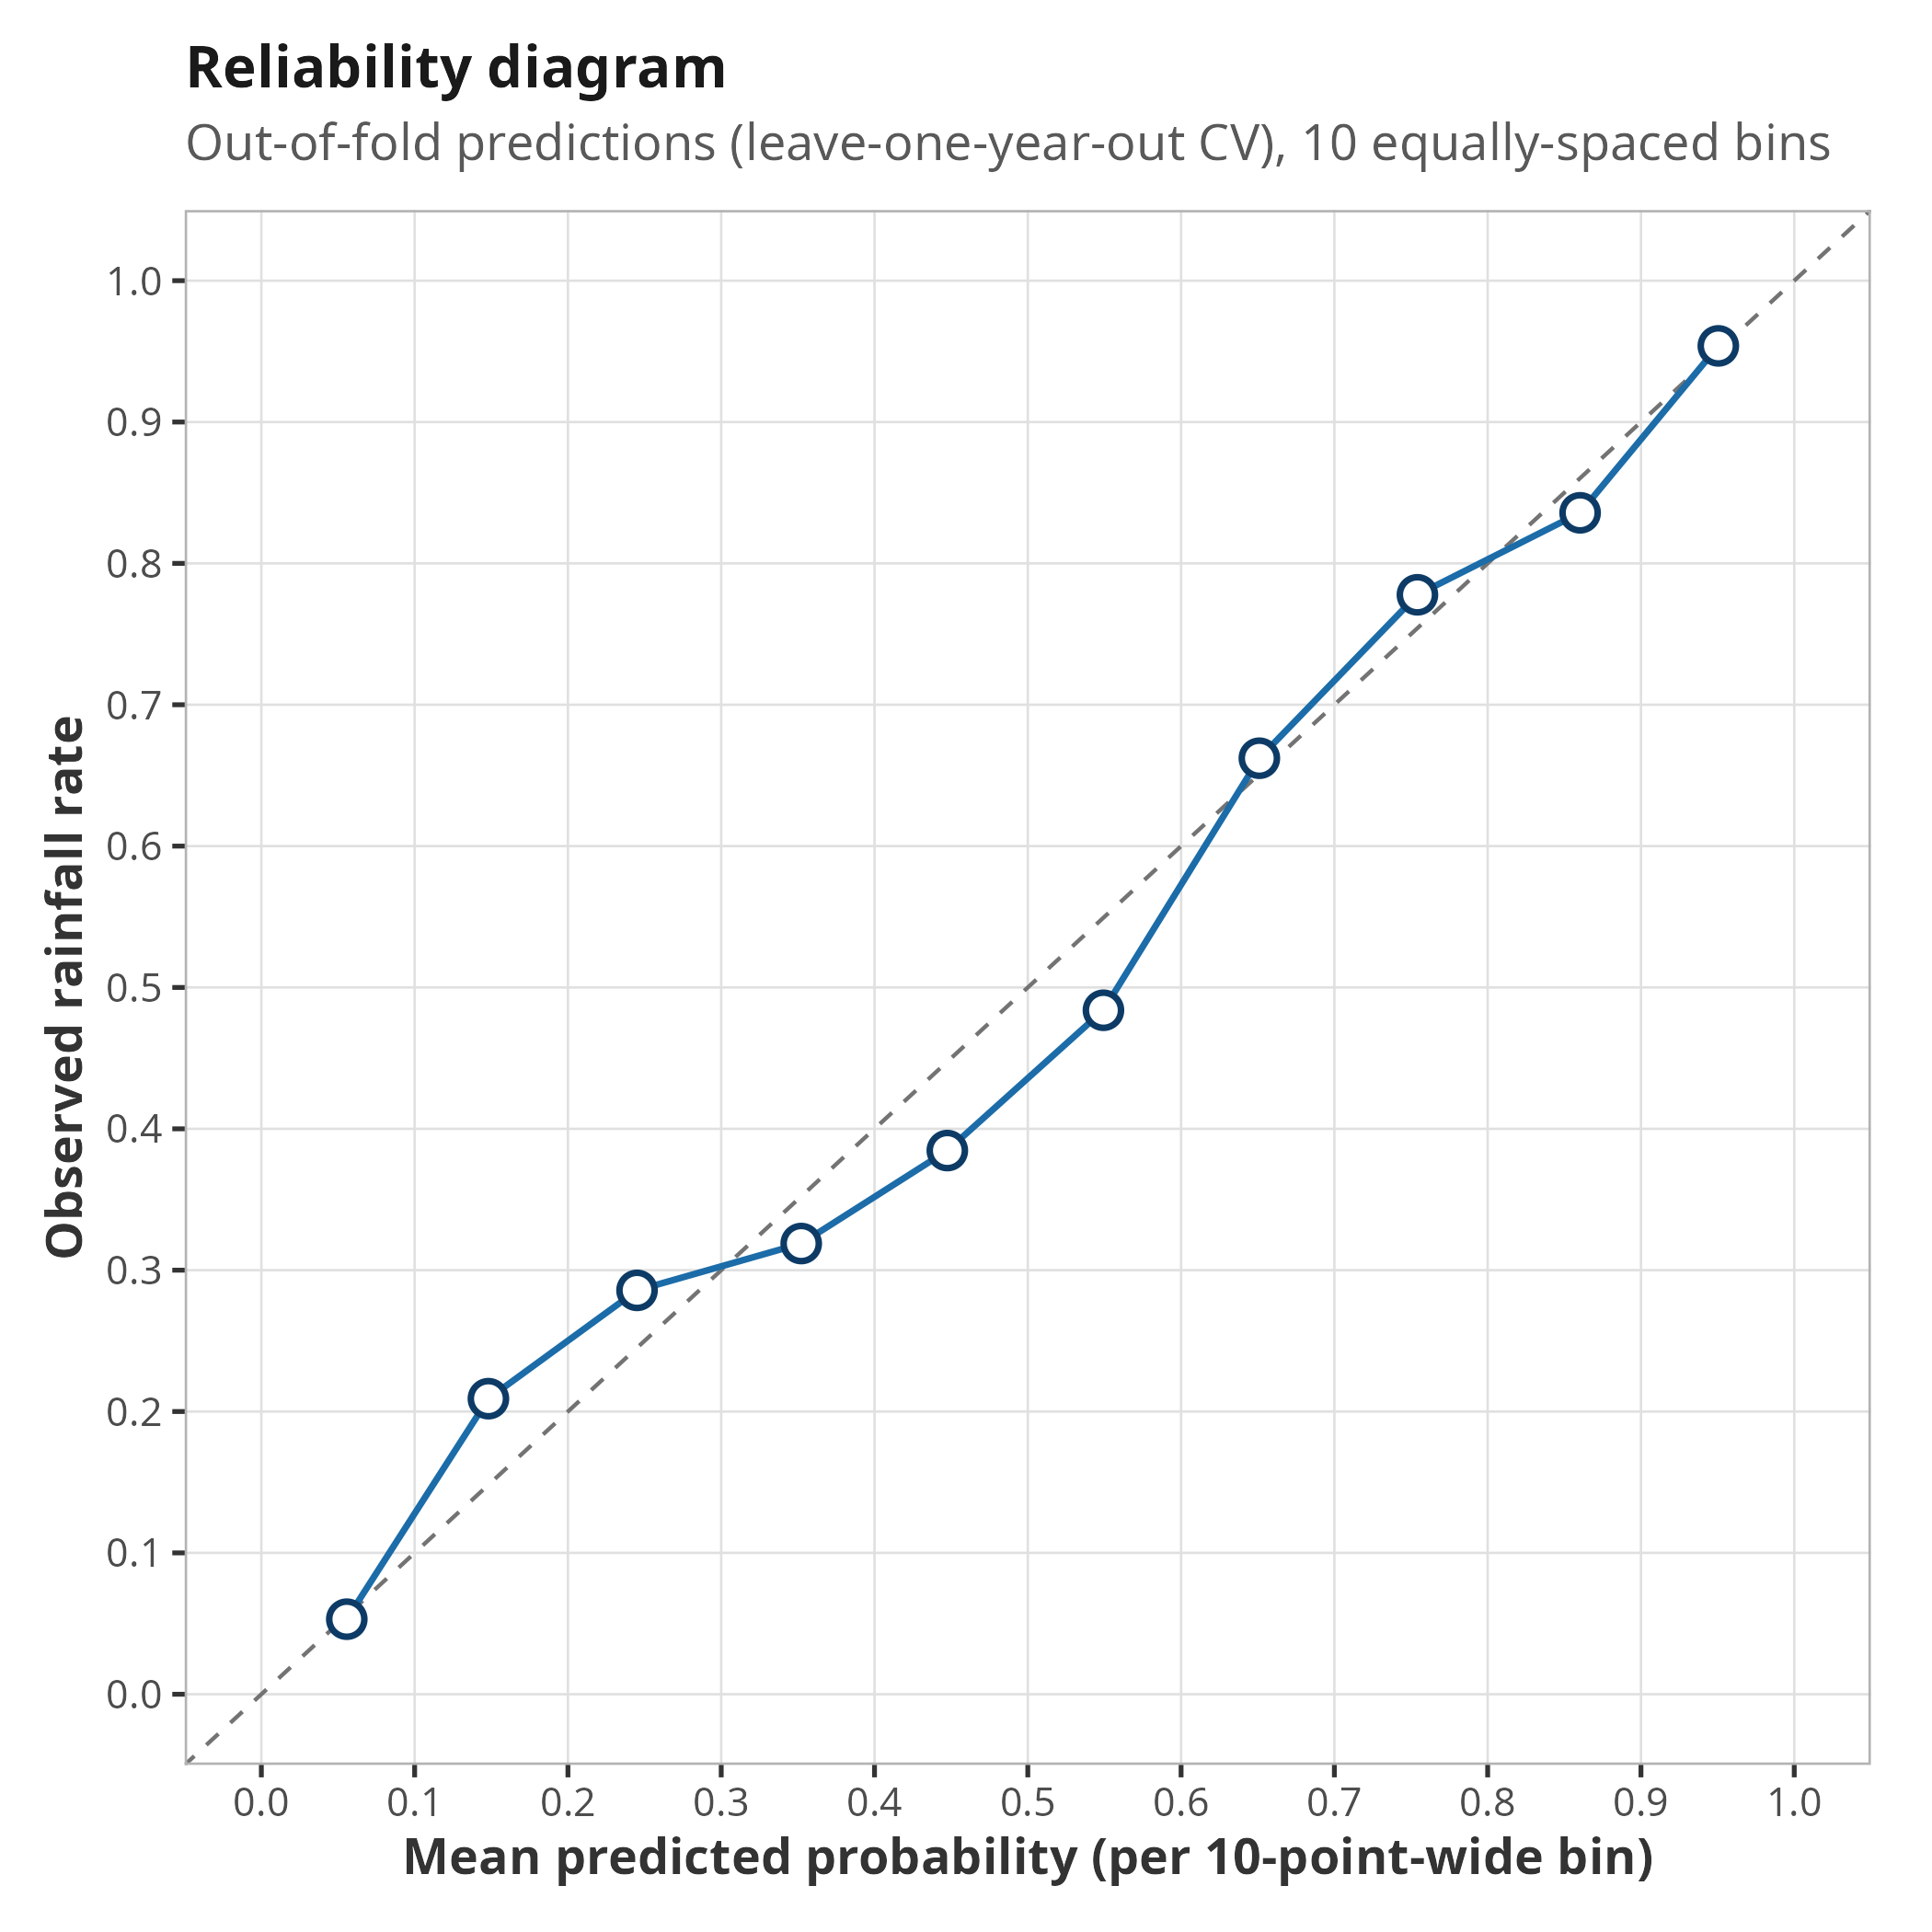 Reliability diagram
Out-of-fold predictions (leave-one-year-out CV), 10 equally-spaced bins
Observed rainfall rate
1.0
0.9
0.8
0.7
0.6
0.5
0.4
0.3
0.2
0.1
0.0
0.0 0.1 0.2 0.3 0.4 0.5 0.6 0.7 0.8 0.9 1.0
Mean predicted probability (per 10-point-wide bin)